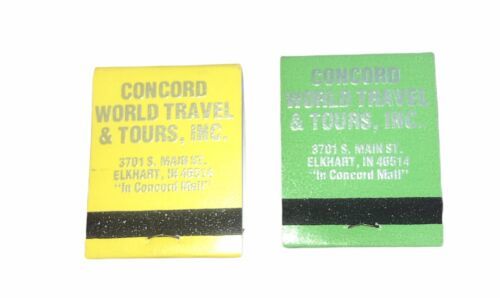 CONCORD
WORLD TRAVEL
& TOURS, INC.
3701 S. MAIN ST.
ELKHART, IN 46514
"In Concord Mall"
CONCORD
WORLD TRAVEL
& TOURS, INC.
3701 S. MAIN ST.
ELKHART, IN 46514
"In Concord Mall"